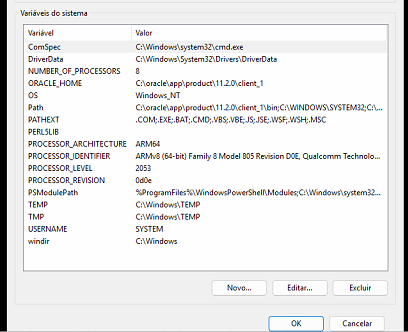 Variáveis do sistema
Variável Valor
ComSpec C:\Windows\system32\cmd.exe
DriverData C:\Windows\System32\Drivers\DriverData
NUMBER_OF_PROCESSORS 8
ORACLE_HOME C:\oracle\app\product\11.2.0\client_1
OS Windows_NT
Path C:\oracle\app\product\11.2.0\client_1\bin;C:\WINDOWS\SYSTEM32;C:\...
PATHEXT .COM;.EXE;.BAT;.CMD;.VBS;.VBE;.JS;.JSE;.WSF;.WSH;.MSC
PERL5LIB
PROCESSOR_ARCHITECTURE ARM64
PROCESSOR_IDENTIFIER ARMv8 (64-bit) Family 8 Model 805 Revision D0E, Qualcomm Technolo...
PROCESSOR_LEVEL 2053
PROCESSOR_REVISION 0d0e
PSModulePath %ProgramFiles%\WindowsPowerShell\Modules;C:\Windows\system32...
TEMP C:\Windows\TEMP
TMP C:\Windows\TEMP
USERNAME SYSTEM
windir C:\Windows
Novo... Editar... Excluir
OK Cancelar